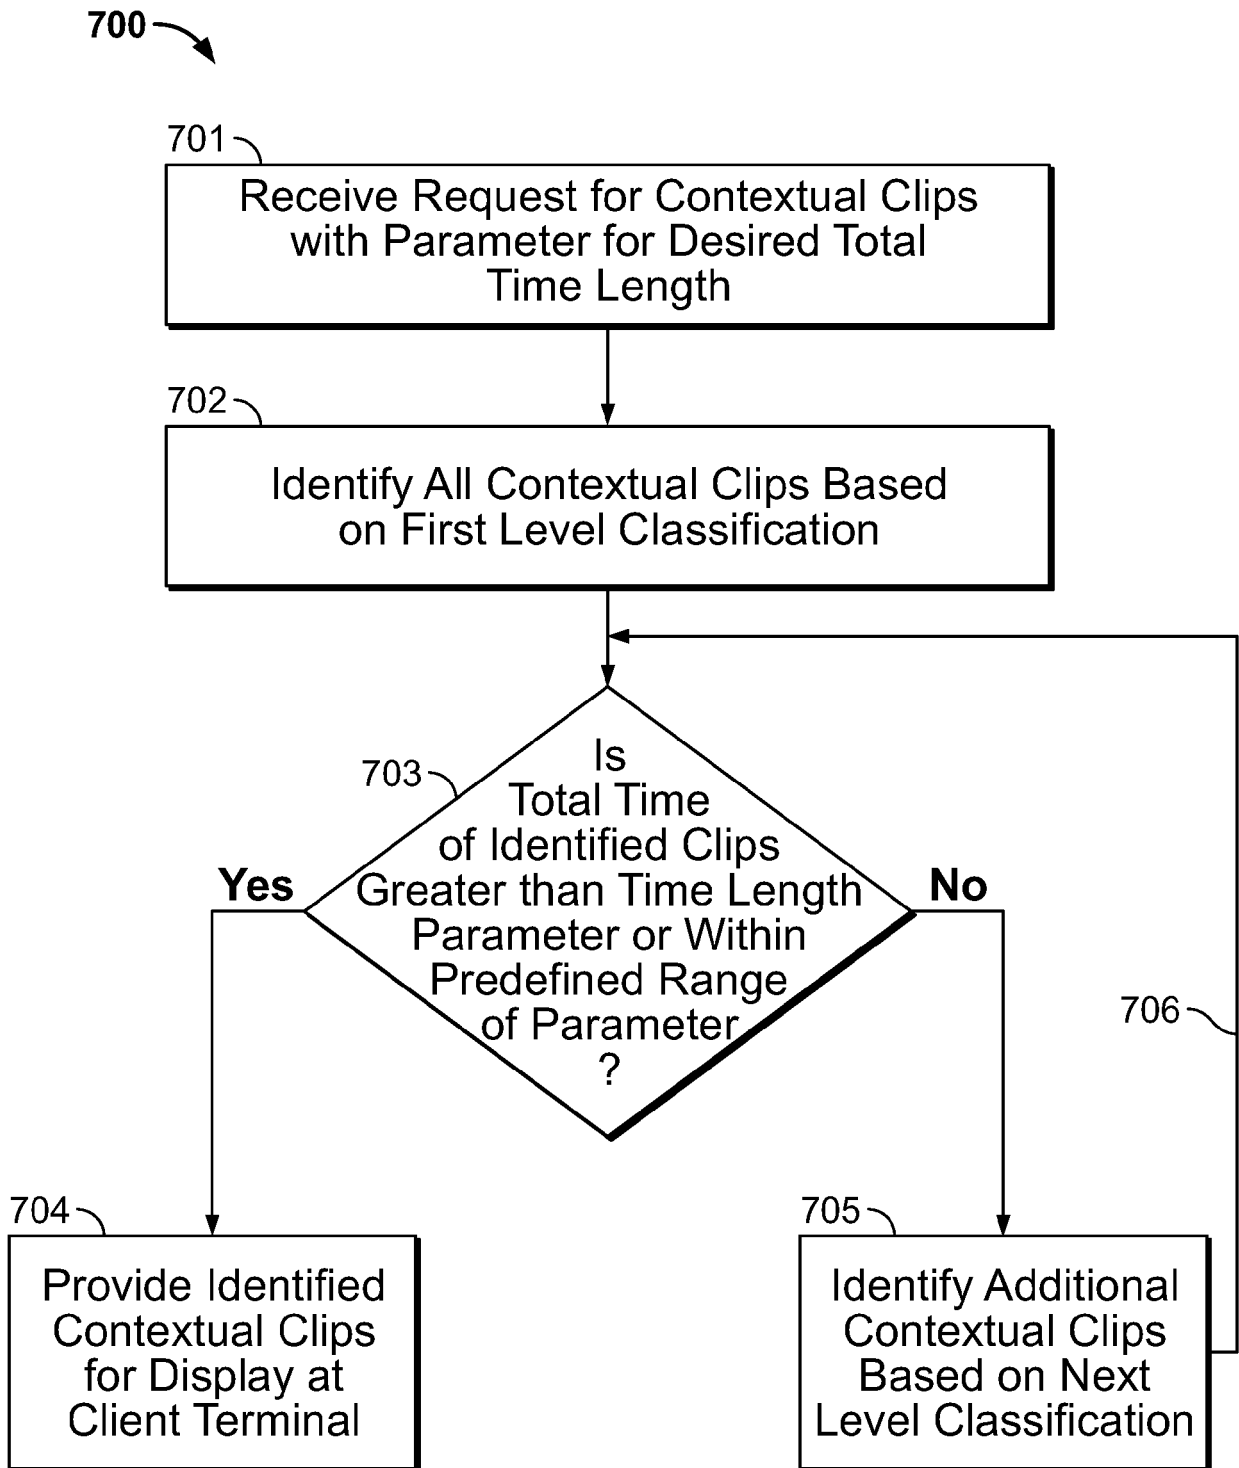 700
701
Receive Request for Contextual Clips
with Parameter for Desired Total
Time Length
702
Identify All Contextual Clips Based
on First Level Classification
703
Is
Total Time
of Identified Clips
Greater than Time Length
Parameter or Within
Predefined Range
of Parameter
?
Yes
No
706
704
Provide Identified
Contextual Clips
for Display at
Client Terminal
705
Identify Additional
Contextual Clips
Based on Next
Level Classification